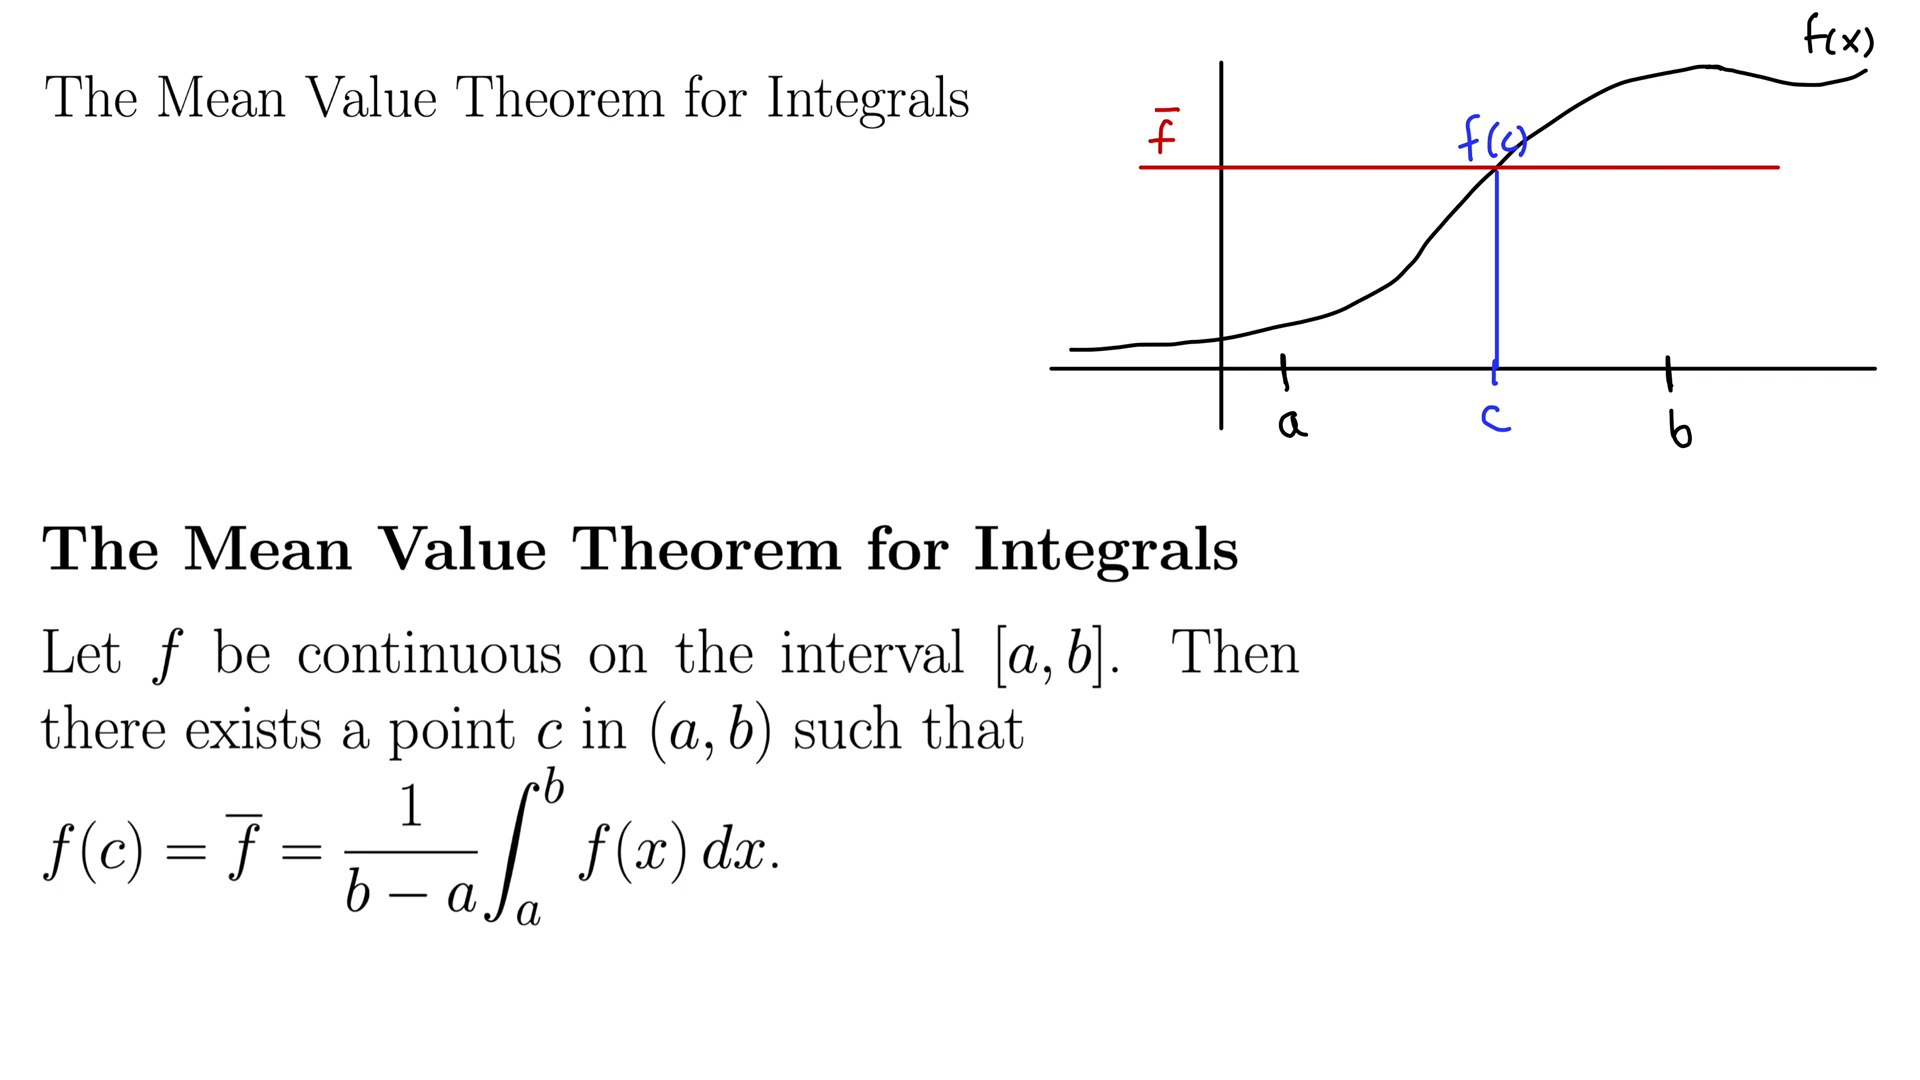 The Mean Value Theorem for Integrals
f(x)
f̅
f(c)
a
c
b
The Mean Value Theorem for Integrals
Let f be continuous on the interval [a, b]. Then
there exists a point c in (a, b) such that
f(c) = f̅ = \frac{1}{b − a} ∫_a^b f(x) dx.